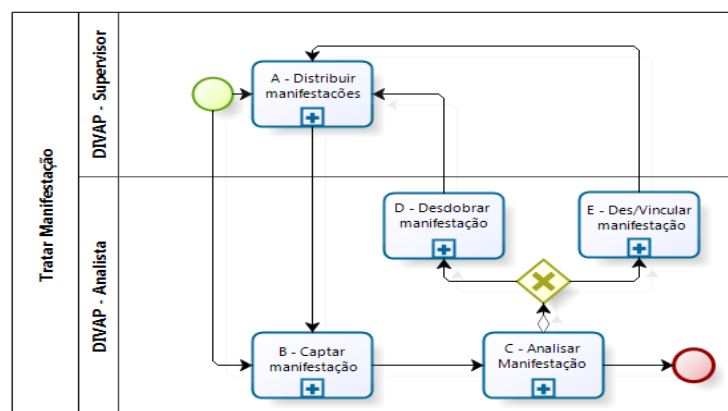 Tratar Manifestação
DIVAP - Supervisor
DIVAP - Analista
A - Distribuir
manifestações
D - Desdobrar
manifestação
E - Des/Vincular
manifestação
B - Captar
manifestação
C - Analisar
Manifestação